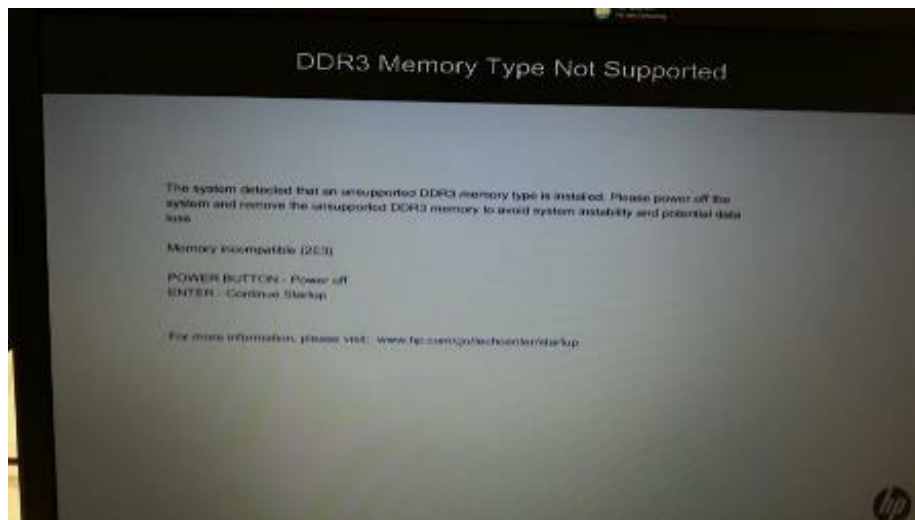 DDR3 Memory Type Not Supported
The system detected that an unsupported DDR3 memory type is installed. Please power off the
system and remove the unsupported DDR3 memory to avoid system instability and potential data
loss
Memory incompatible (2E3)
POWER BUTTON - Power off
ENTER - Continue Startup
For more information, please visit: www.hp.com/go/techcenter/startup
hp